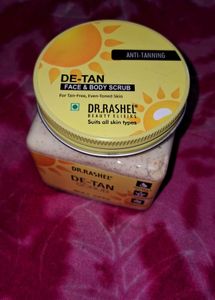 ANTI-TANNING
DE-TAN
FACE & BODY SCRUB
For Tan-Free, Even-Toned Skin
DR.RASHEL
BEAUTY ELIXIRS
Suits all skin types
DR.RASHEL
DE-TAN